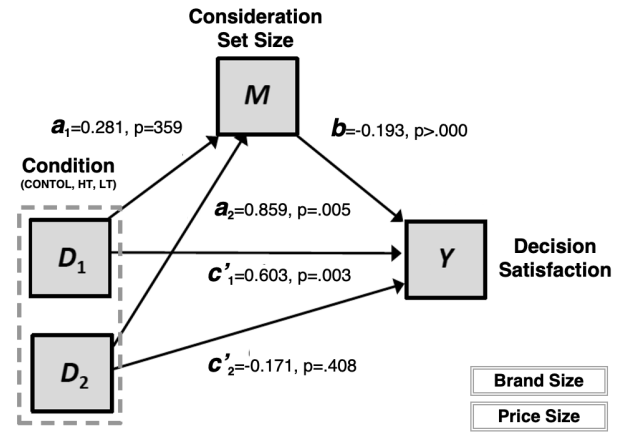 Consideration
Set Size
M
a1=0.281, p=359
b=-0.193, p>.000
Condition
(CONTOL, HT, LT)
a2=0.859, p=.005
D1
Y
Decision
Satisfaction
c'1=0.603, p=.003
D2
c'2=-0.171, p=.408
Brand Size
Price Size